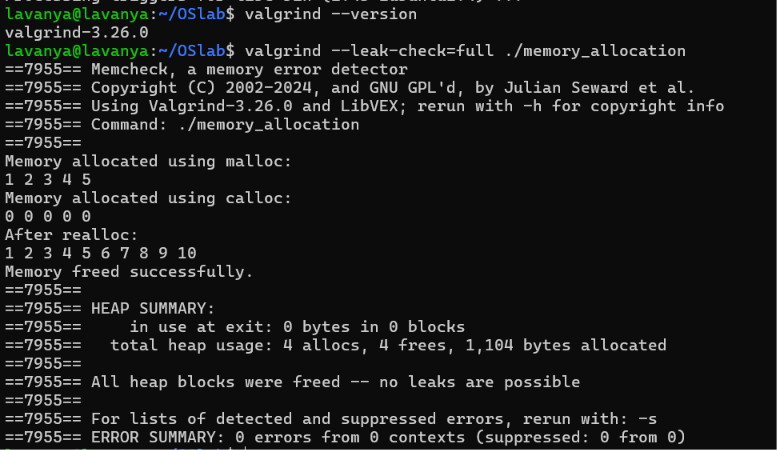 lavanya@lavanya:~/OSlab$ valgrind --version
valgrind-3.26.0
lavanya@lavanya:~/OSlab$ valgrind --leak-check=full ./memory_allocation
==7955== Memcheck, a memory error detector
==7955== Copyright (C) 2002-2024, and GNU GPL'd, by Julian Seward et al.
==7955== Using Valgrind-3.26.0 and LibVEX; rerun with -h for copyright info
==7955== Command: ./memory_allocation
==7955==
Memory allocated using malloc:
1 2 3 4 5
Memory allocated using calloc:
0 0 0 0 0
After realloc:
1 2 3 4 5 6 7 8 9 10
Memory freed successfully.
==7955==
==7955== HEAP SUMMARY:
==7955==     in use at exit: 0 bytes in 0 blocks
==7955==   total heap usage: 4 allocs, 4 frees, 1,104 bytes allocated
==7955==
==7955== All heap blocks were freed -- no leaks are possible
==7955==
==7955== For lists of detected and suppressed errors, rerun with: -s
==7955== ERROR SUMMARY: 0 errors from 0 contexts (suppressed: 0 from 0)